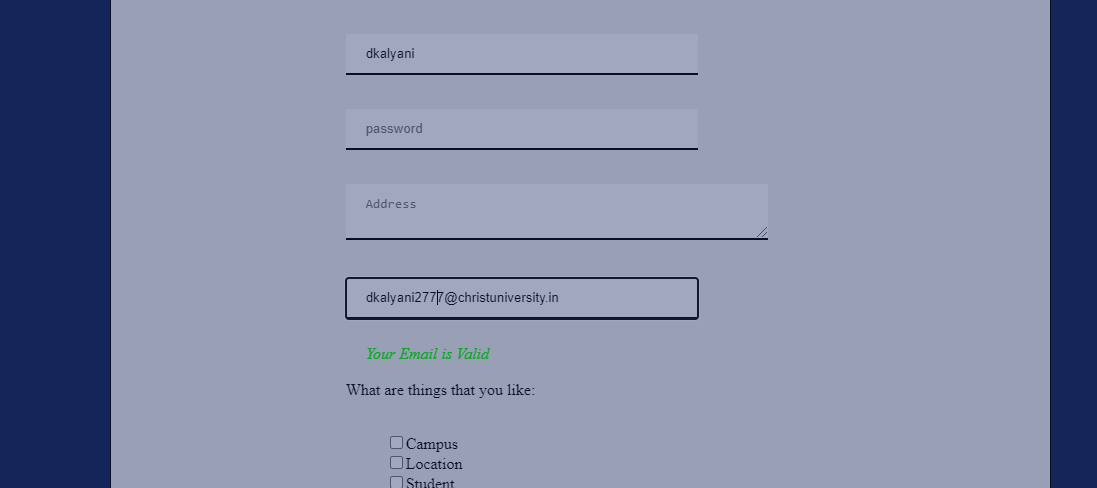 dkalyani
password
Address
dkalyani2777@christuniversity.in
Your Email is Valid
What are things that you like:
Campus
Location
Student